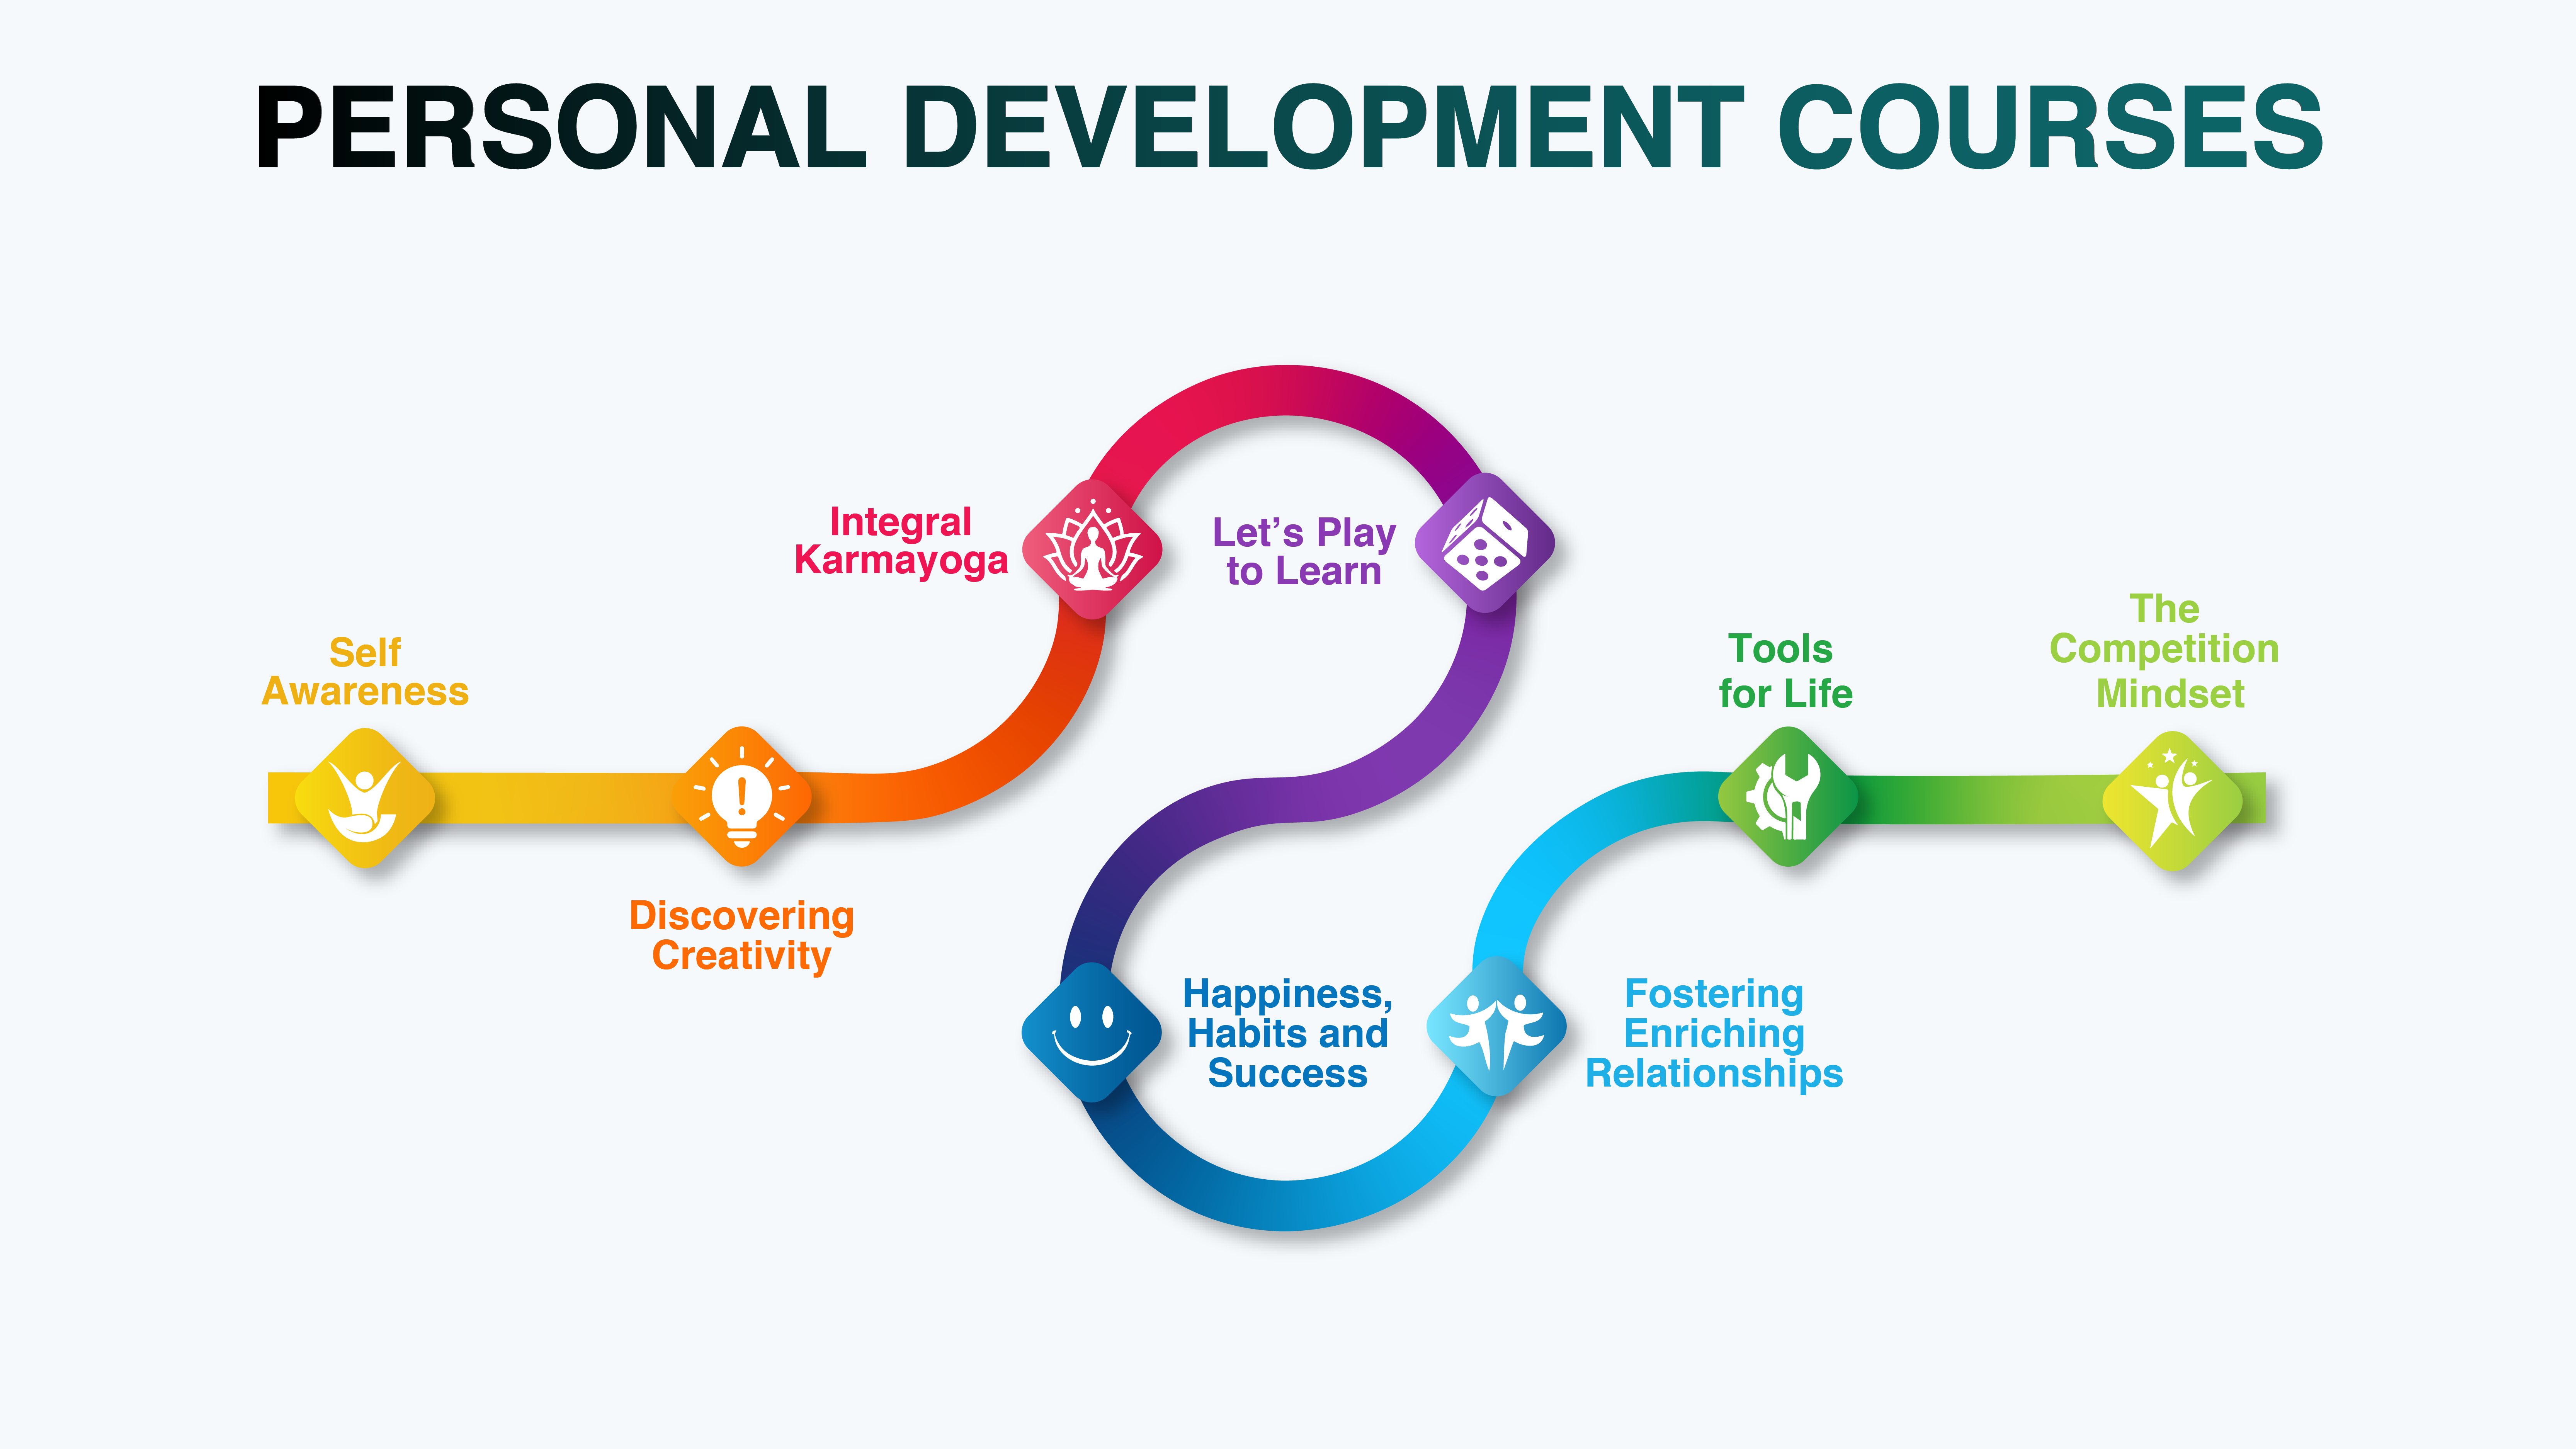 PERSONAL DEVELOPMENT COURSES
Self
Awareness
Discovering
Creativity
Integral
Karmayoga
Let’s Play
to Learn
Happiness,
Habits and
Success
Fostering
Enriching
Relationships
Tools
for Life
The
Competition
Mindset